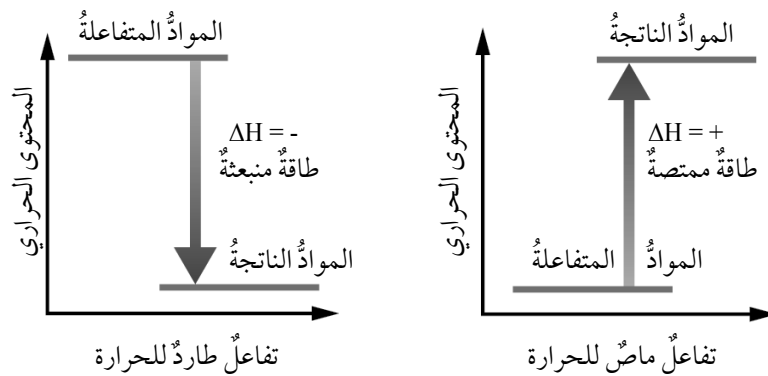 الموادُّ المتفاعلةُ
المحتوى الحراري
ΔH = -
طاقةٌ منبعثةٌ
الموادُّ الناتجةُ
تفاعلٌ طاردٌ للحرارة
الموادُّ الناتجةُ
المحتوى الحراري
ΔH = +
طاقةٌ ممتصةٌ
الموادُّ المتفاعلةُ
تفاعلٌ ماصٌ للحرارة